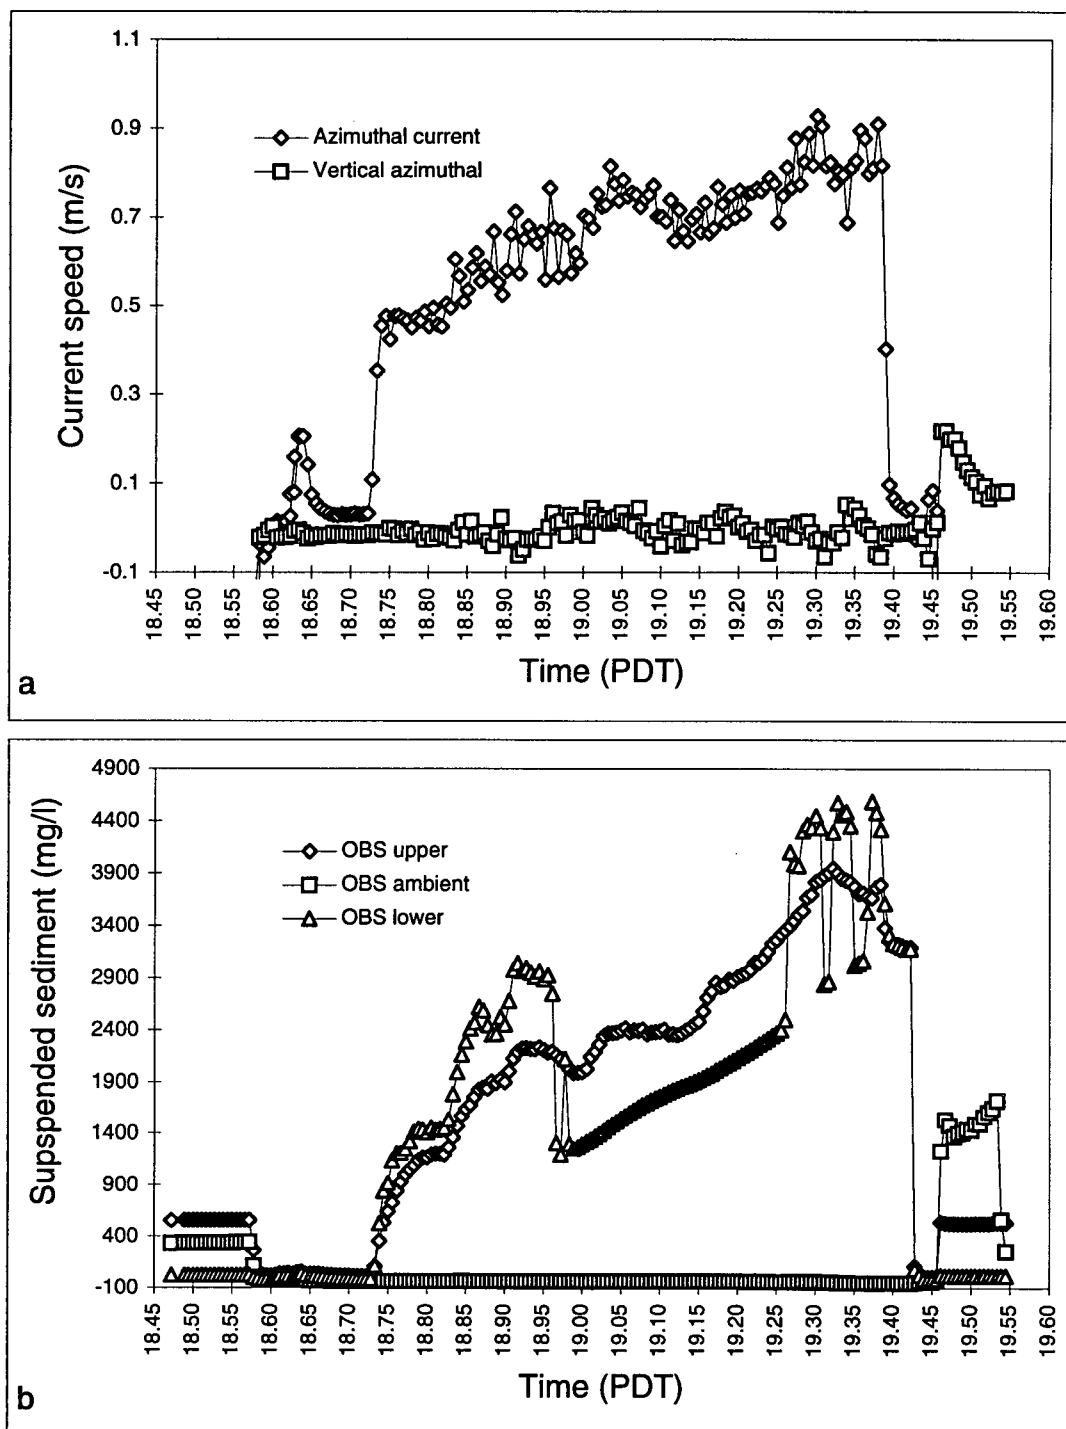 1.1
0.9
0.7
0.5
0.3
0.1
-0.1
Current speed (m/s)
Azimuthal current
Vertical azimuthal
18.45 18.50 18.55 18.60 18.65 18.70 18.75 18.80 18.85 18.90 18.95 19.00 19.05 19.10 19.15 19.20 19.25 19.30 19.35 19.40 19.45 19.50 19.55 19.60
Time (PDT)
a
4900
4400
3900
3400
2900
2400
1900
1400
900
400
-100
Supspended sediment (mg/l)
OBS upper
OBS ambient
OBS lower
18.45 18.50 18.55 18.60 18.65 18.70 18.75 18.80 18.85 18.90 18.95 19.00 19.05 19.10 19.15 19.20 19.25 19.30 19.35 19.40 19.45 19.50 19.55 19.60
Time (PDT)
b